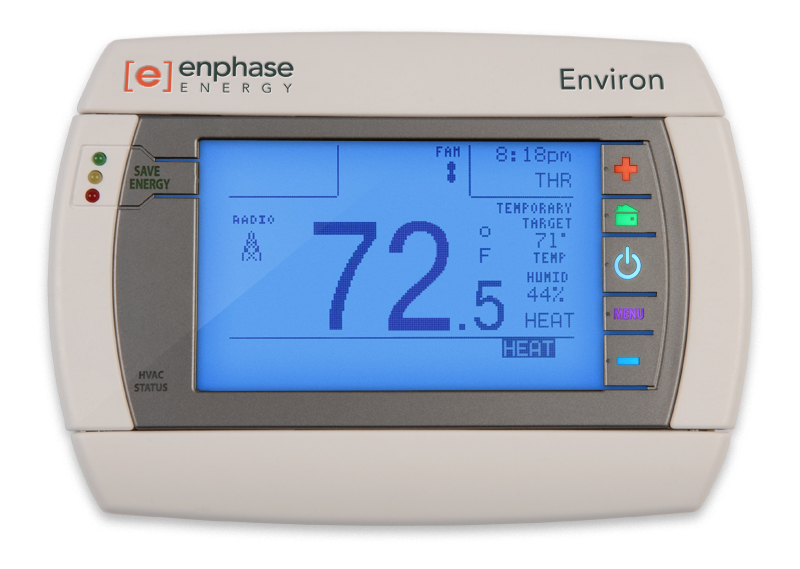 [e] enphase
ENERGY
Environ
SAVE
ENERGY
FAM
8:18pm
THR
RADIO
72.5
°
F
TEMPORARY
TARGET
71°
TEMP
HUMID
44%
HEAT
HEAT
MENU
HVAC
STATUS